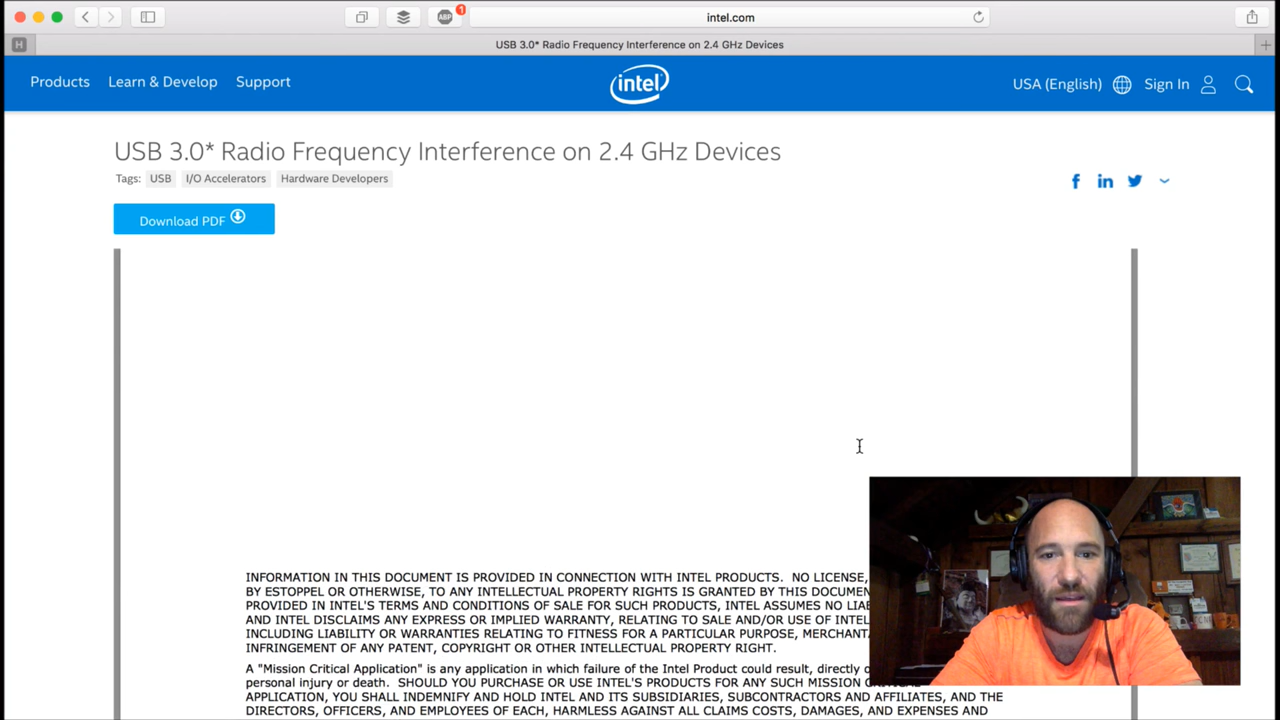 ABP
1
intel.com
H
USB 3.0* Radio Frequency Interference on 2.4 GHz Devices
Products Learn & Develop Support
intel
USA (English) Sign In
USB 3.0* Radio Frequency Interference on 2.4 GHz Devices
Tags: USB I/O Accelerators Hardware Developers
Download PDF
INFORMATION IN THIS DOCUMENT IS PROVIDED IN CONNECTION WITH INTEL PRODUCTS. NO LICENSE,
BY ESTOPPEL OR OTHERWISE, TO ANY INTELLECTUAL PROPERTY RIGHTS IS GRANTED BY THIS DOCUM
PROVIDED IN INTEL'S TERMS AND CONDITIONS OF SALE FOR SUCH PRODUCTS, INTEL ASSUMES NO LIA
AND INTEL DISCLAIMS ANY EXPRESS OR IMPLIED WARRANTY, RELATING TO SALE AND/OR USE OF INTEL
INCLUDING LIABILITY OR WARRANTIES RELATING TO FITNESS FOR A PARTICULAR PURPOSE, MERCHANT
INFRINGEMENT OF ANY PATENT, COPYRIGHT OR OTHER INTELLECTUAL PROPERTY RIGHT.
A "Mission Critical Application" is any application in which failure of the Intel Product could result, directly o
personal injury or death. SHOULD YOU PURCHASE OR USE INTEL'S PRODUCTS FOR ANY SUCH MISSION
APPLICATION, YOU SHALL INDEMNIFY AND HOLD INTEL AND ITS SUBSIDIARIES, SUBCONTRACTORS AND AFFILIATES, AND THE
DIRECTORS, OFFICERS, AND EMPLOYEES OF EACH, HARMLESS AGAINST ALL CLAIMS COSTS, DAMAGES, AND EXPENSES AND